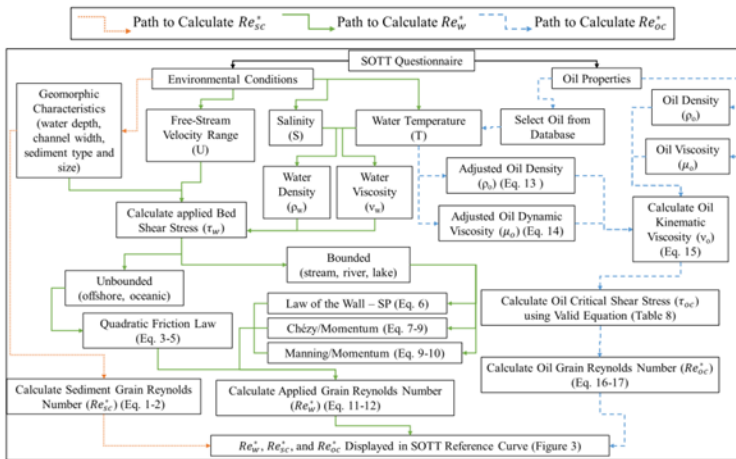 Path to Calculate Re*sc
Path to Calculate Re*w
Path to Calculate Re*oc
SOTT Questionnaire
Environmental Conditions
Oil Properties
Geomorphic
Characteristics
(water depth,
channel width,
sediment type and
size)
Free-Stream
Velocity Range
(U)
Salinity
(S)
Water Temperature
(T)
Select Oil from
Database
Oil Density
(ρo)
Oil Viscosity
(μo)
Water
Density
(ρw)
Water
Viscosity
(vw)
Adjusted Oil Density
(ρo) (Eq. 13 )
Adjusted Oil Dynamic
Viscosity (μo) (Eq. 14)
Calculate Oil
Kinematic
Viscosity (vo)
(Eq. 15)
Calculate applied Bed
Shear Stress (τw)
Unbounded
(offshore, oceanic)
Bounded
(stream, river, lake)
Quadratic Friction Law
(Eq. 3-5)
Law of the Wall – SP (Eq. 6)
Chézy/Momentum (Eq. 7-9)
Manning/Momentum (Eq. 9-10)
Calculate Oil Critical Shear Stress (τoc)
using Valid Equation (Table 8)
Calculate Sediment Grain Reynolds
Number (Re*sc) (Eq. 1-2)
Calculate Applied Grain Reynolds Number
(Re*w) (Eq. 11-12)
Calculate Oil Grain Reynolds Number (Re*oc)
(Eq. 16-17)
Re*w, Re*sc, and Re*oc Displayed in SOTT Reference Curve (Figure 3)